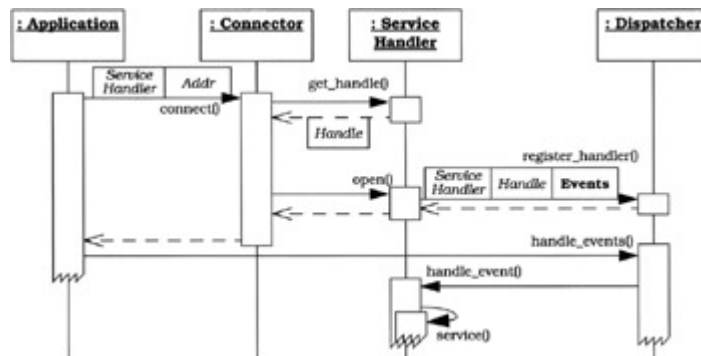 : Application
: Connector
: Service
Handler
: Dispatcher
Service
Handler
Addr
get_handle()
connect()
Handle
register_handler()
open()
Service
Handler
Handle
Events
handle_events()
handle_event()
service()